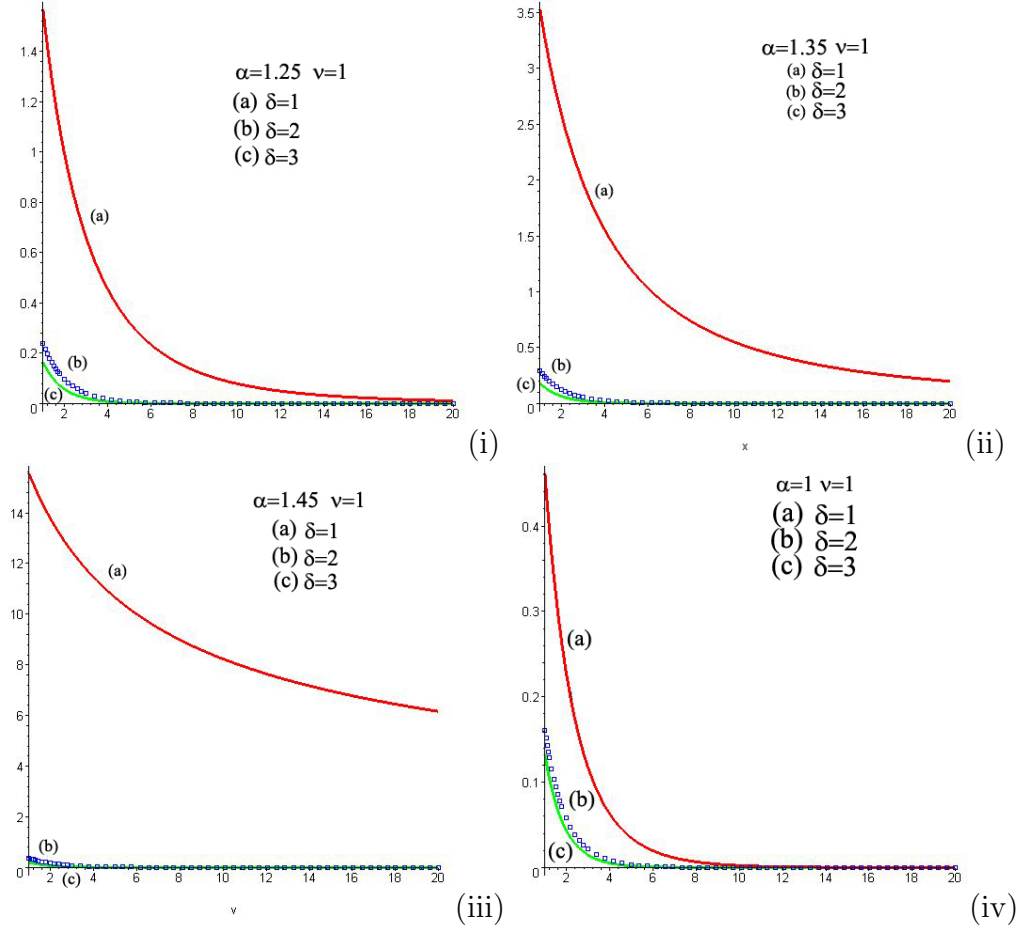 α=1.25 ν=1
(a) δ=1
(b) δ=2
(c) δ=3
1.4
1.2
1
0.8
0.6
0.4
0.2
0
(a)
(b)
(c)
2 4 6 8 10 12 14 16 18 20
(i)
α=1.35 ν=1
(a) δ=1
(b) δ=2
(c) δ=3
3.5
3
2.5
2
1.5
1
0.5
0
(a)
(b)
(c)
2 4 6 8 10 12 14 16 18 20
x
(ii)
α=1.45 ν=1
(a) δ=1
(b) δ=2
(c) δ=3
14
12
10
8
6
4
2
0
(a)
(b)
(c)
2 4 6 8 10 12 14 16 18 20
v
(iii)
α=1 ν=1
(a) δ=1
(b) δ=2
(c) δ=3
0.4
0.3
0.2
0.1
0
(a)
(b)
(c)
2 4 6 8 10 12 14 16 18 20
(iv)